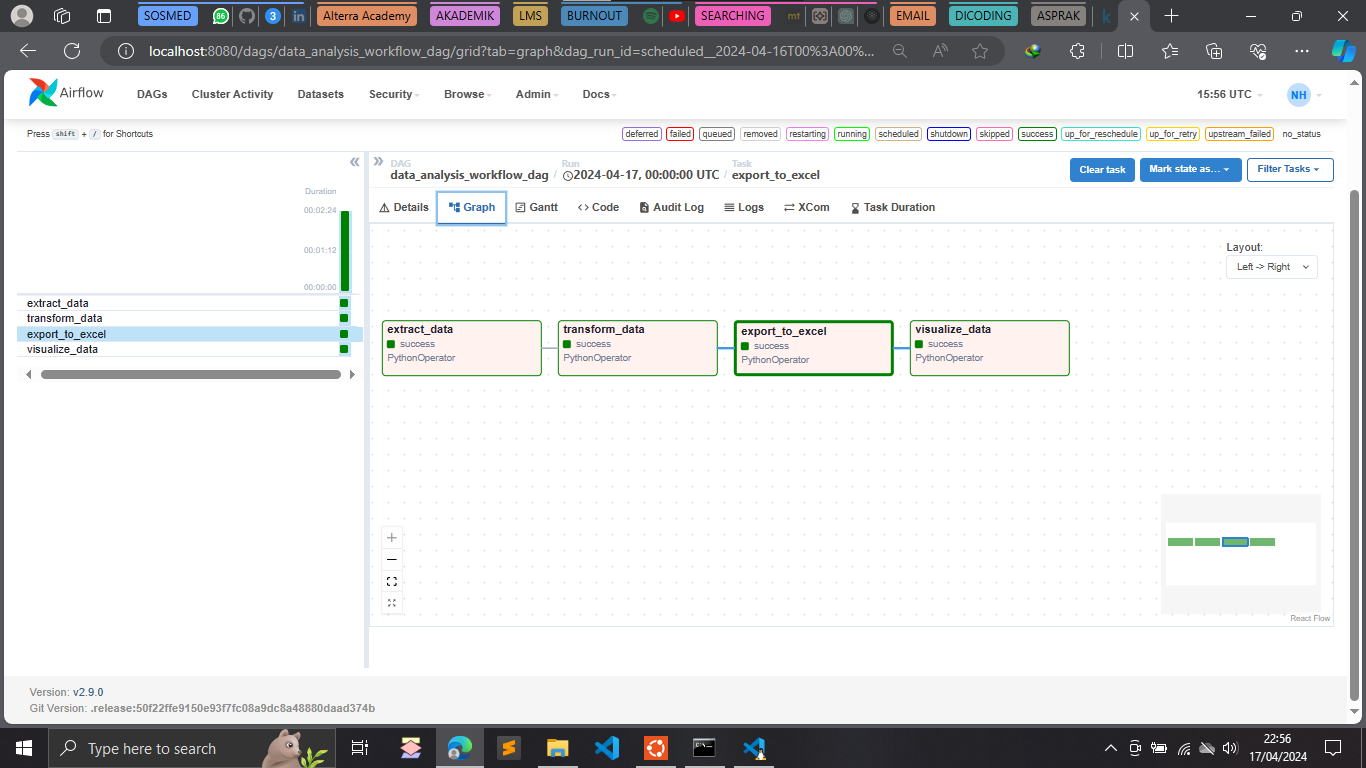 SOSMED
86
3
in
Alterra Academy
AKADEMIK
LMS
BURNOUT
SEARCHING
mt
EMAIL
DICODING
ASPRAK
k
localhost:8080/dags/data_analysis_workflow_dag/grid?tab=graph&dag_run_id=scheduled__2024-04-16T00%3A00%...
Airflow
DAGs
Cluster Activity
Datasets
Security
Browse
Admin
Docs
15:56 UTC
NH
Press shift + / for Shortcuts
deferred
failed
queued
removed
restarting
running
scheduled
shutdown
skipped
success
up_for_reschedule
up_for_retry
upstream_failed
no_status
DAG
data_analysis_workflow_dag
/
Run
2024-04-17, 00:00:00 UTC
/
Task
export_to_excel
Clear task
Mark state as...
Filter Tasks
Details
Graph
Gantt
Code
Audit Log
Logs
XCom
Task Duration
Duration
00:02:24
00:01:12
00:00:00
extract_data
transform_data
export_to_excel
visualize_data
Layout:
Left -> Right
extract_data
success
PythonOperator
transform_data
success
PythonOperator
export_to_excel
success
PythonOperator
visualize_data
success
PythonOperator
React Flow
Version: v2.9.0
Git Version: .release:50f22ffe9150e93f7fc08a9dc8a48880daad374b
Type here to search
22:56
17/04/2024